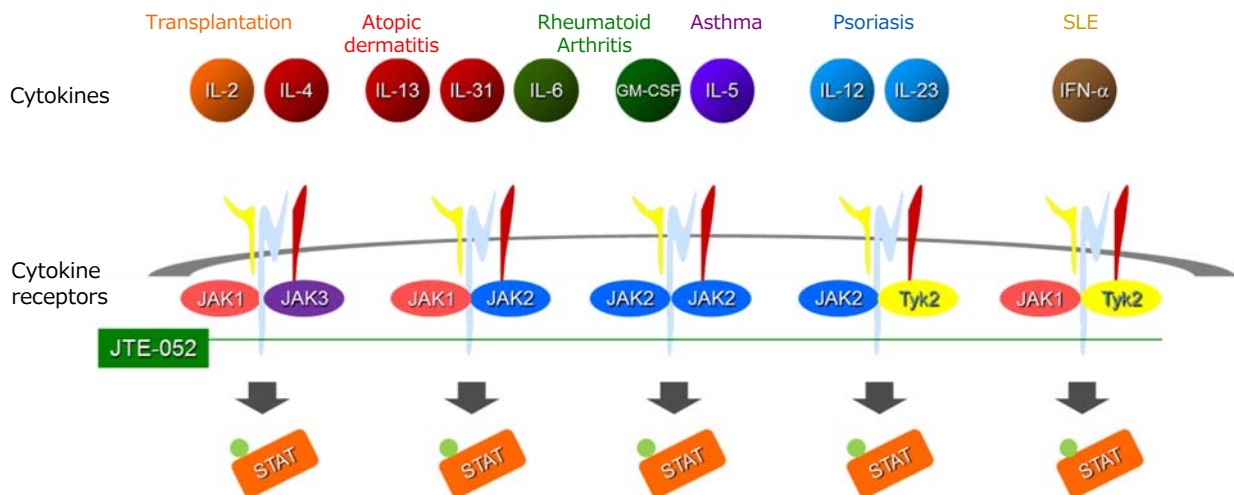 Transplantation
Atopic
dermatitis
Rheumatoid
Arthritis
Asthma
Psoriasis
SLE
Cytokines
IL-2
IL-4
IL-13
IL-31
IL-6
GM-CSF
IL-5
IL-12
IL-23
IFN-α
Cytokine
receptors
JAK1
JAK3
JAK1
JAK2
JAK2
JAK2
JAK2
Tyk2
JAK1
Tyk2
JTE-052
STAT
STAT
STAT
STAT
STAT